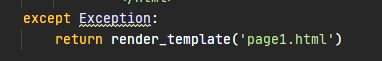 except Exception:
return render_template('page1.html')